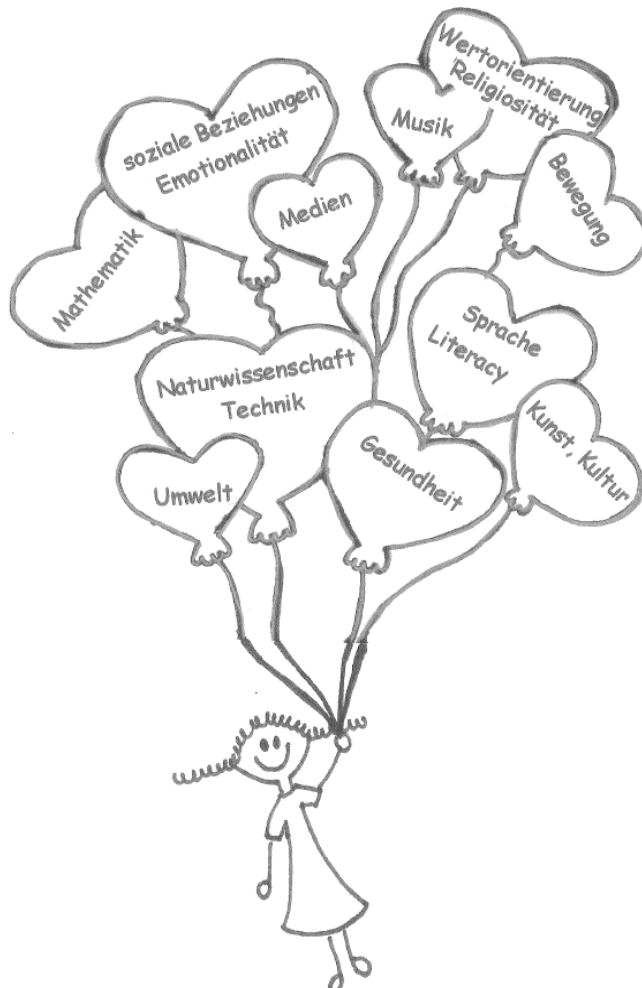 Wertorientierung
Religiosität
Musik
soziale Beziehungen
Emotionalität
Bewegung
Medien
Mathematik
Sprache
Literacy
Naturwissenschaft
Technik
Kunst, Kultur
Gesundheit
Umwelt